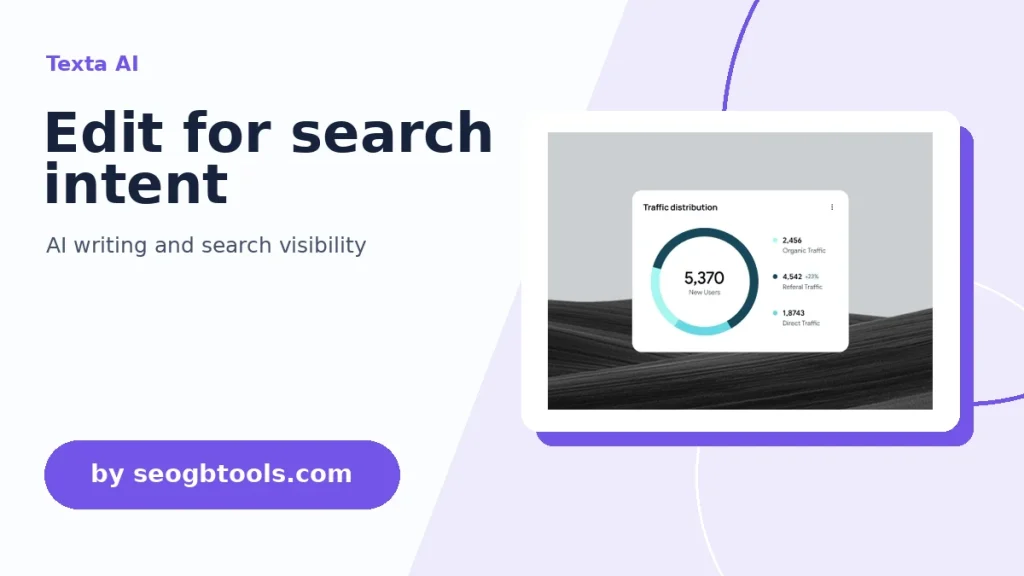 Texta AI
Edit for search
intent
AI writing and search visibility
by seogbtools.com
Traffic distribution
5,370
New Users
2,456
Organic Traffic
4,542 +33%
Referal Traffic
1,8743
Direct Traffic